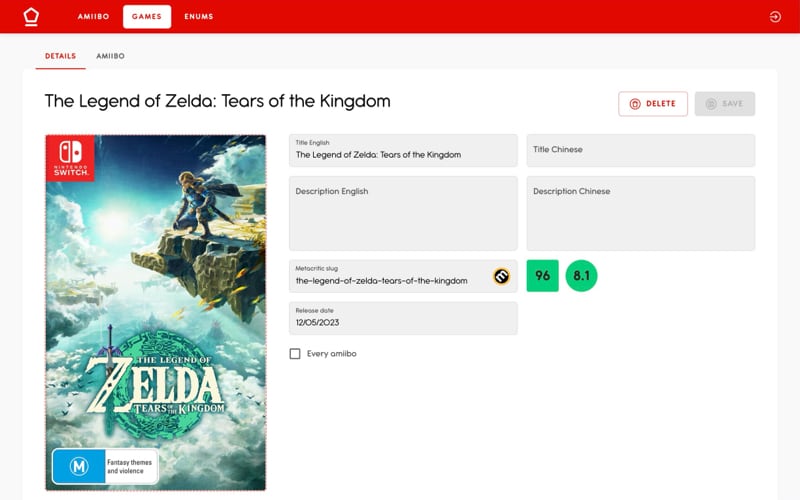 AMIIBO GAMES ENUMS
DETAILS AMIIBO
The Legend of Zelda: Tears of the Kingdom
DELETE
SAVE
NINTENDO
SWITCH.
THE LEGEND OF
ZELDA
TEARS OF THE KINGDOM
M
Fantasy themes
and violence
Title English
The Legend of Zelda: Tears of the Kingdom
Title Chinese
Description English
Description Chinese
Metacritic slug
the-legend-of-zelda-tears-of-the-kingdom
96
8.1
Release date
12/05/2023
Every amiibo